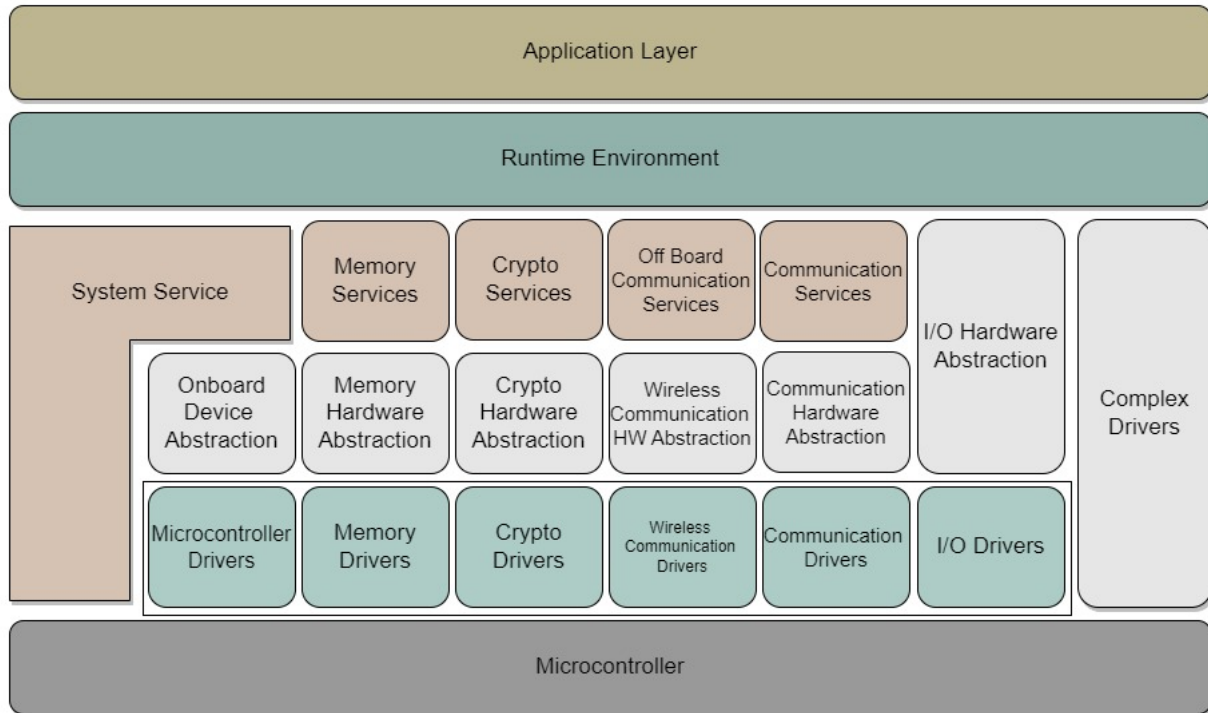 Application Layer
Runtime Environment
System Service
Memory
Services
Crypto
Services
Off Board
Communication
Services
Communication
Services
I/O Hardware
Abstraction
Complex
Drivers
Onboard
Device
Abstraction
Memory
Hardware
Abstraction
Crypto
Hardware
Abstraction
Wireless
Communication
HW Abstraction
Communication
Hardware
Abstraction
Microcontroller
Drivers
Memory
Drivers
Crypto
Drivers
Wireless
Communication
Drivers
Communication
Drivers
I/O Drivers
Microcontroller